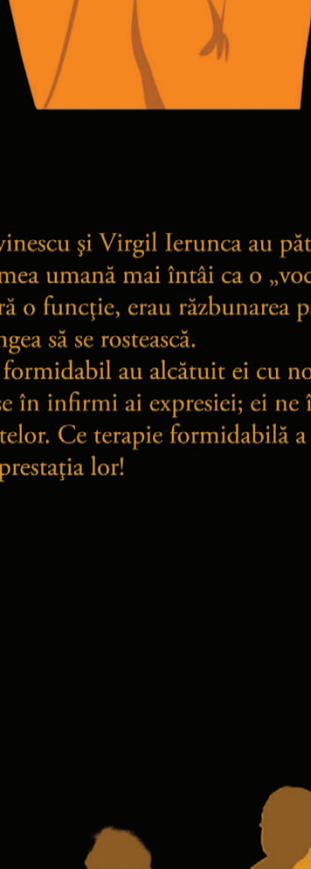 vinescu şi Virgil Ierunca au păt
mea umană mai întâi ca o „voc
ră o funcţie, erau răzbunarea p
ngea să se rostească.
formidabil au alcătuit ei cu no
se în infirmi ai expresiei; ei ne î
telor. Ce terapie formidabilă a
prestaţia lor!